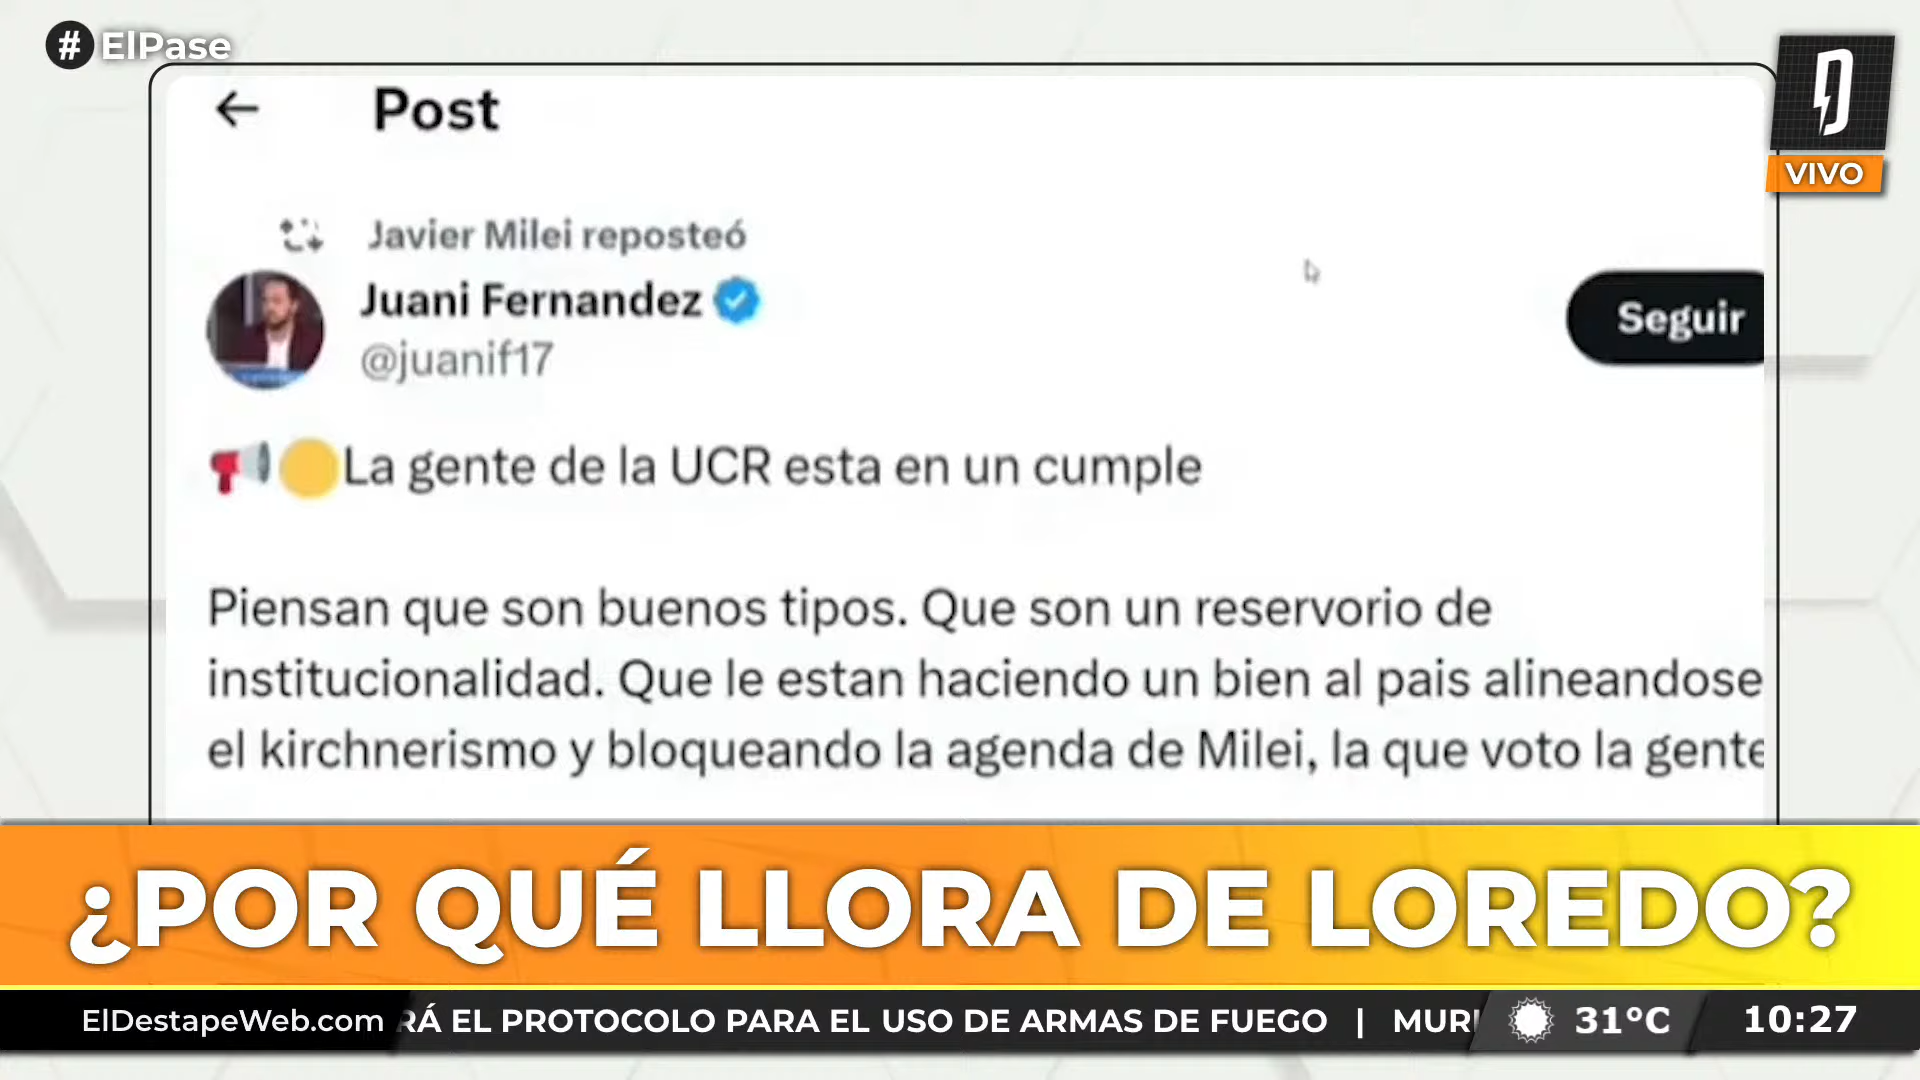 # ElPase
VIVO
Post
Javier Milei reposteó
Juani Fernandez
@juanif17
Seguir
La gente de la UCR esta en un cumple
Piensan que son buenos tipos. Que son un reservorio de
institucionalidad. Que le estan haciendo un bien al pais alineandose
el kirchnerismo y bloqueando la agenda de Milei, la que voto la gente
¿POR QUÉ LLORA DE LOREDO?
ElDestapeWeb.com RÁ EL PROTOCOLO PARA EL USO DE ARMAS DE FUEGO | MURI 31°C 10:27